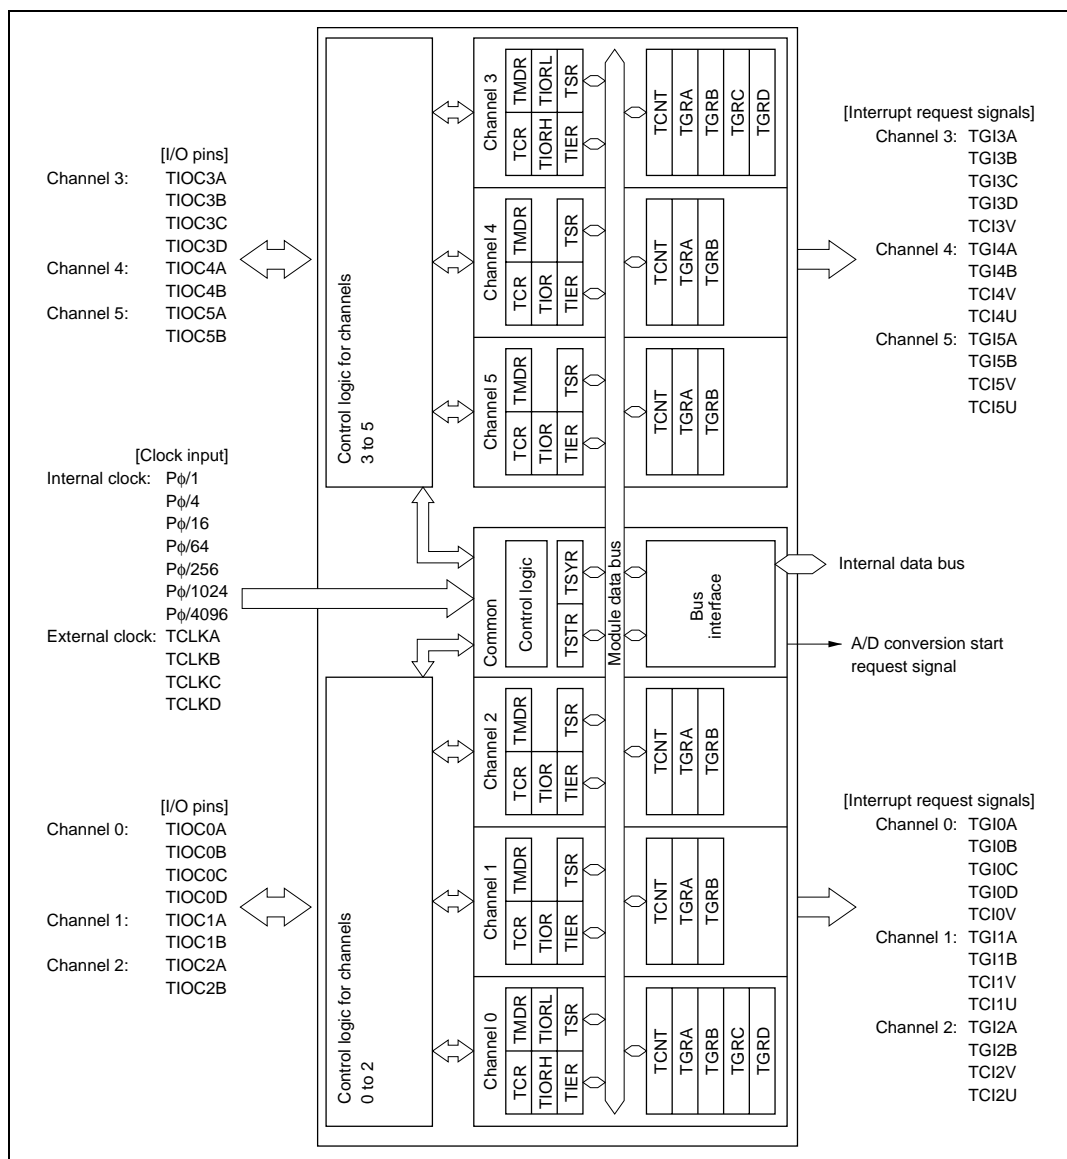 [I/O pins]
Channel 3: TIOC3A
TIOC3B
TIOC3C
TIOC3D
Channel 4: TIOC4A
TIOC4B
Channel 5: TIOC5A
TIOC5B
[Clock input]
Internal clock: Pϕ/1
Pϕ/4
Pϕ/16
Pϕ/64
Pϕ/256
Pϕ/1024
Pϕ/4096
External clock: TCLKA
TCLKB
TCLKC
TCLKD
[I/O pins]
Channel 0: TIOC0A
TIOC0B
TIOC0C
TIOC0D
Channel 1: TIOC1A
TIOC1B
Channel 2: TIOC2A
TIOC2B
Control logic for channels
3 to 5
Control logic for channels
0 to 2
Channel 3
TCR TMDR
TIORH TIORL
TIER TSR
TCNT
TGRA
TGRB
TGRC
TGRD
Channel 4
TCR TMDR
TIOR
TIER TSR
TCNT
TGRA
TGRB
Channel 5
TCR TMDR
TIOR
TIER TSR
TCNT
TGRA
TGRB
Common
Control logic
TSTR TSYR
Module data bus
Bus
interface
Channel 2
TCR TMDR
TIOR
TIER TSR
TCNT
TGRA
TGRB
Channel 1
TCR TMDR
TIOR
TIER TSR
TCNT
TGRA
TGRB
Channel 0
TCR TMDR
TIORH TIORL
TIER TSR
TCNT
TGRA
TGRB
TGRC
TGRD
[Interrupt request signals]
Channel 3: TGI3A
TGI3B
TGI3C
TGI3D
TCI3V
Channel 4: TGI4A
TGI4B
TCI4V
TCI4U
Channel 5: TGI5A
TGI5B
TCI5V
TCI5U
Internal data bus
A/D conversion start
request signal
[Interrupt request signals]
Channel 0: TGI0A
TGI0B
TGI0C
TGI0D
TCI0V
Channel 1: TGI1A
TGI1B
TCI1V
TCI1U
Channel 2: TGI2A
TGI2B
TCI2V
TCI2U